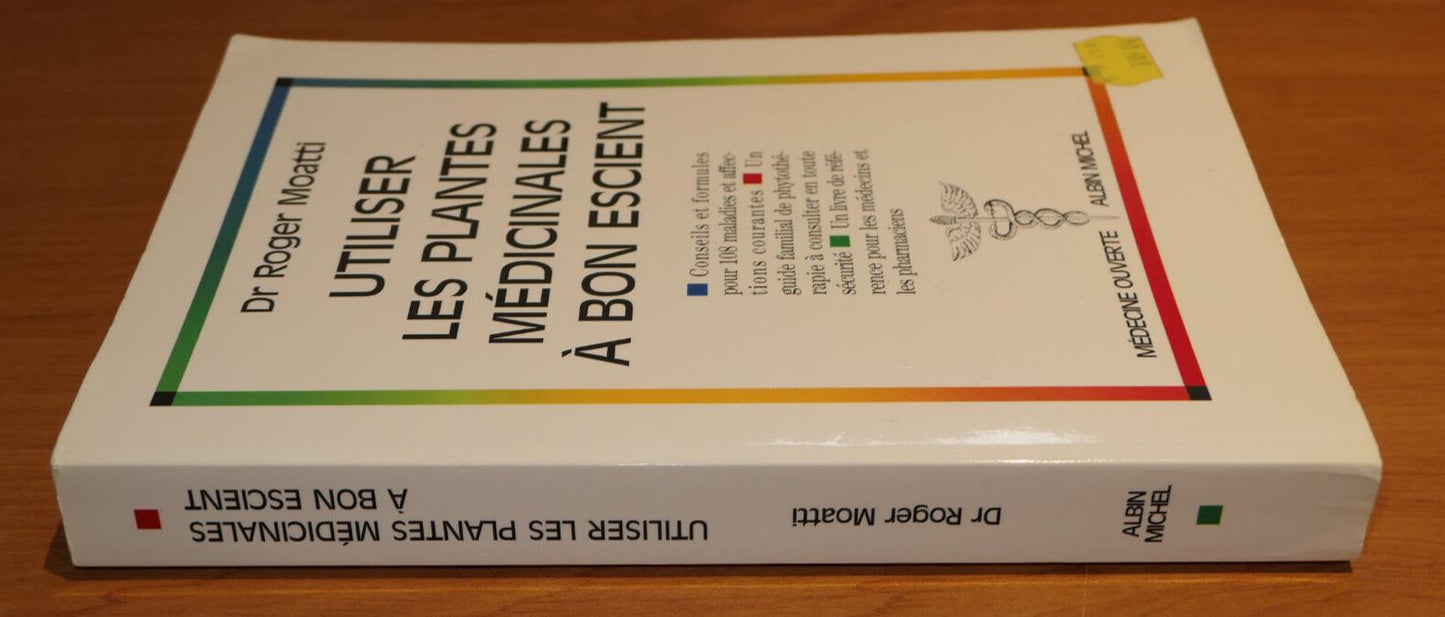 Dr Roger Moatti
UTILISER
LES PLANTES
MÉDICINALES
À BON ESCIENT
Conseils et formules
pour 108 maladies et affec-
tions courantes Un
guide familial de phytothé-
rapie à consulter en toute
sécurité Un livre de réfé-
rence pour les médecins et
les pharmaciens
MÉDECINE OUVERTE ALBIN MICHEL
UTILISER LES PLANTES MÉDICINALES
À BON ESCIENT
Dr Roger Moatti
ALBIN
MICHEL